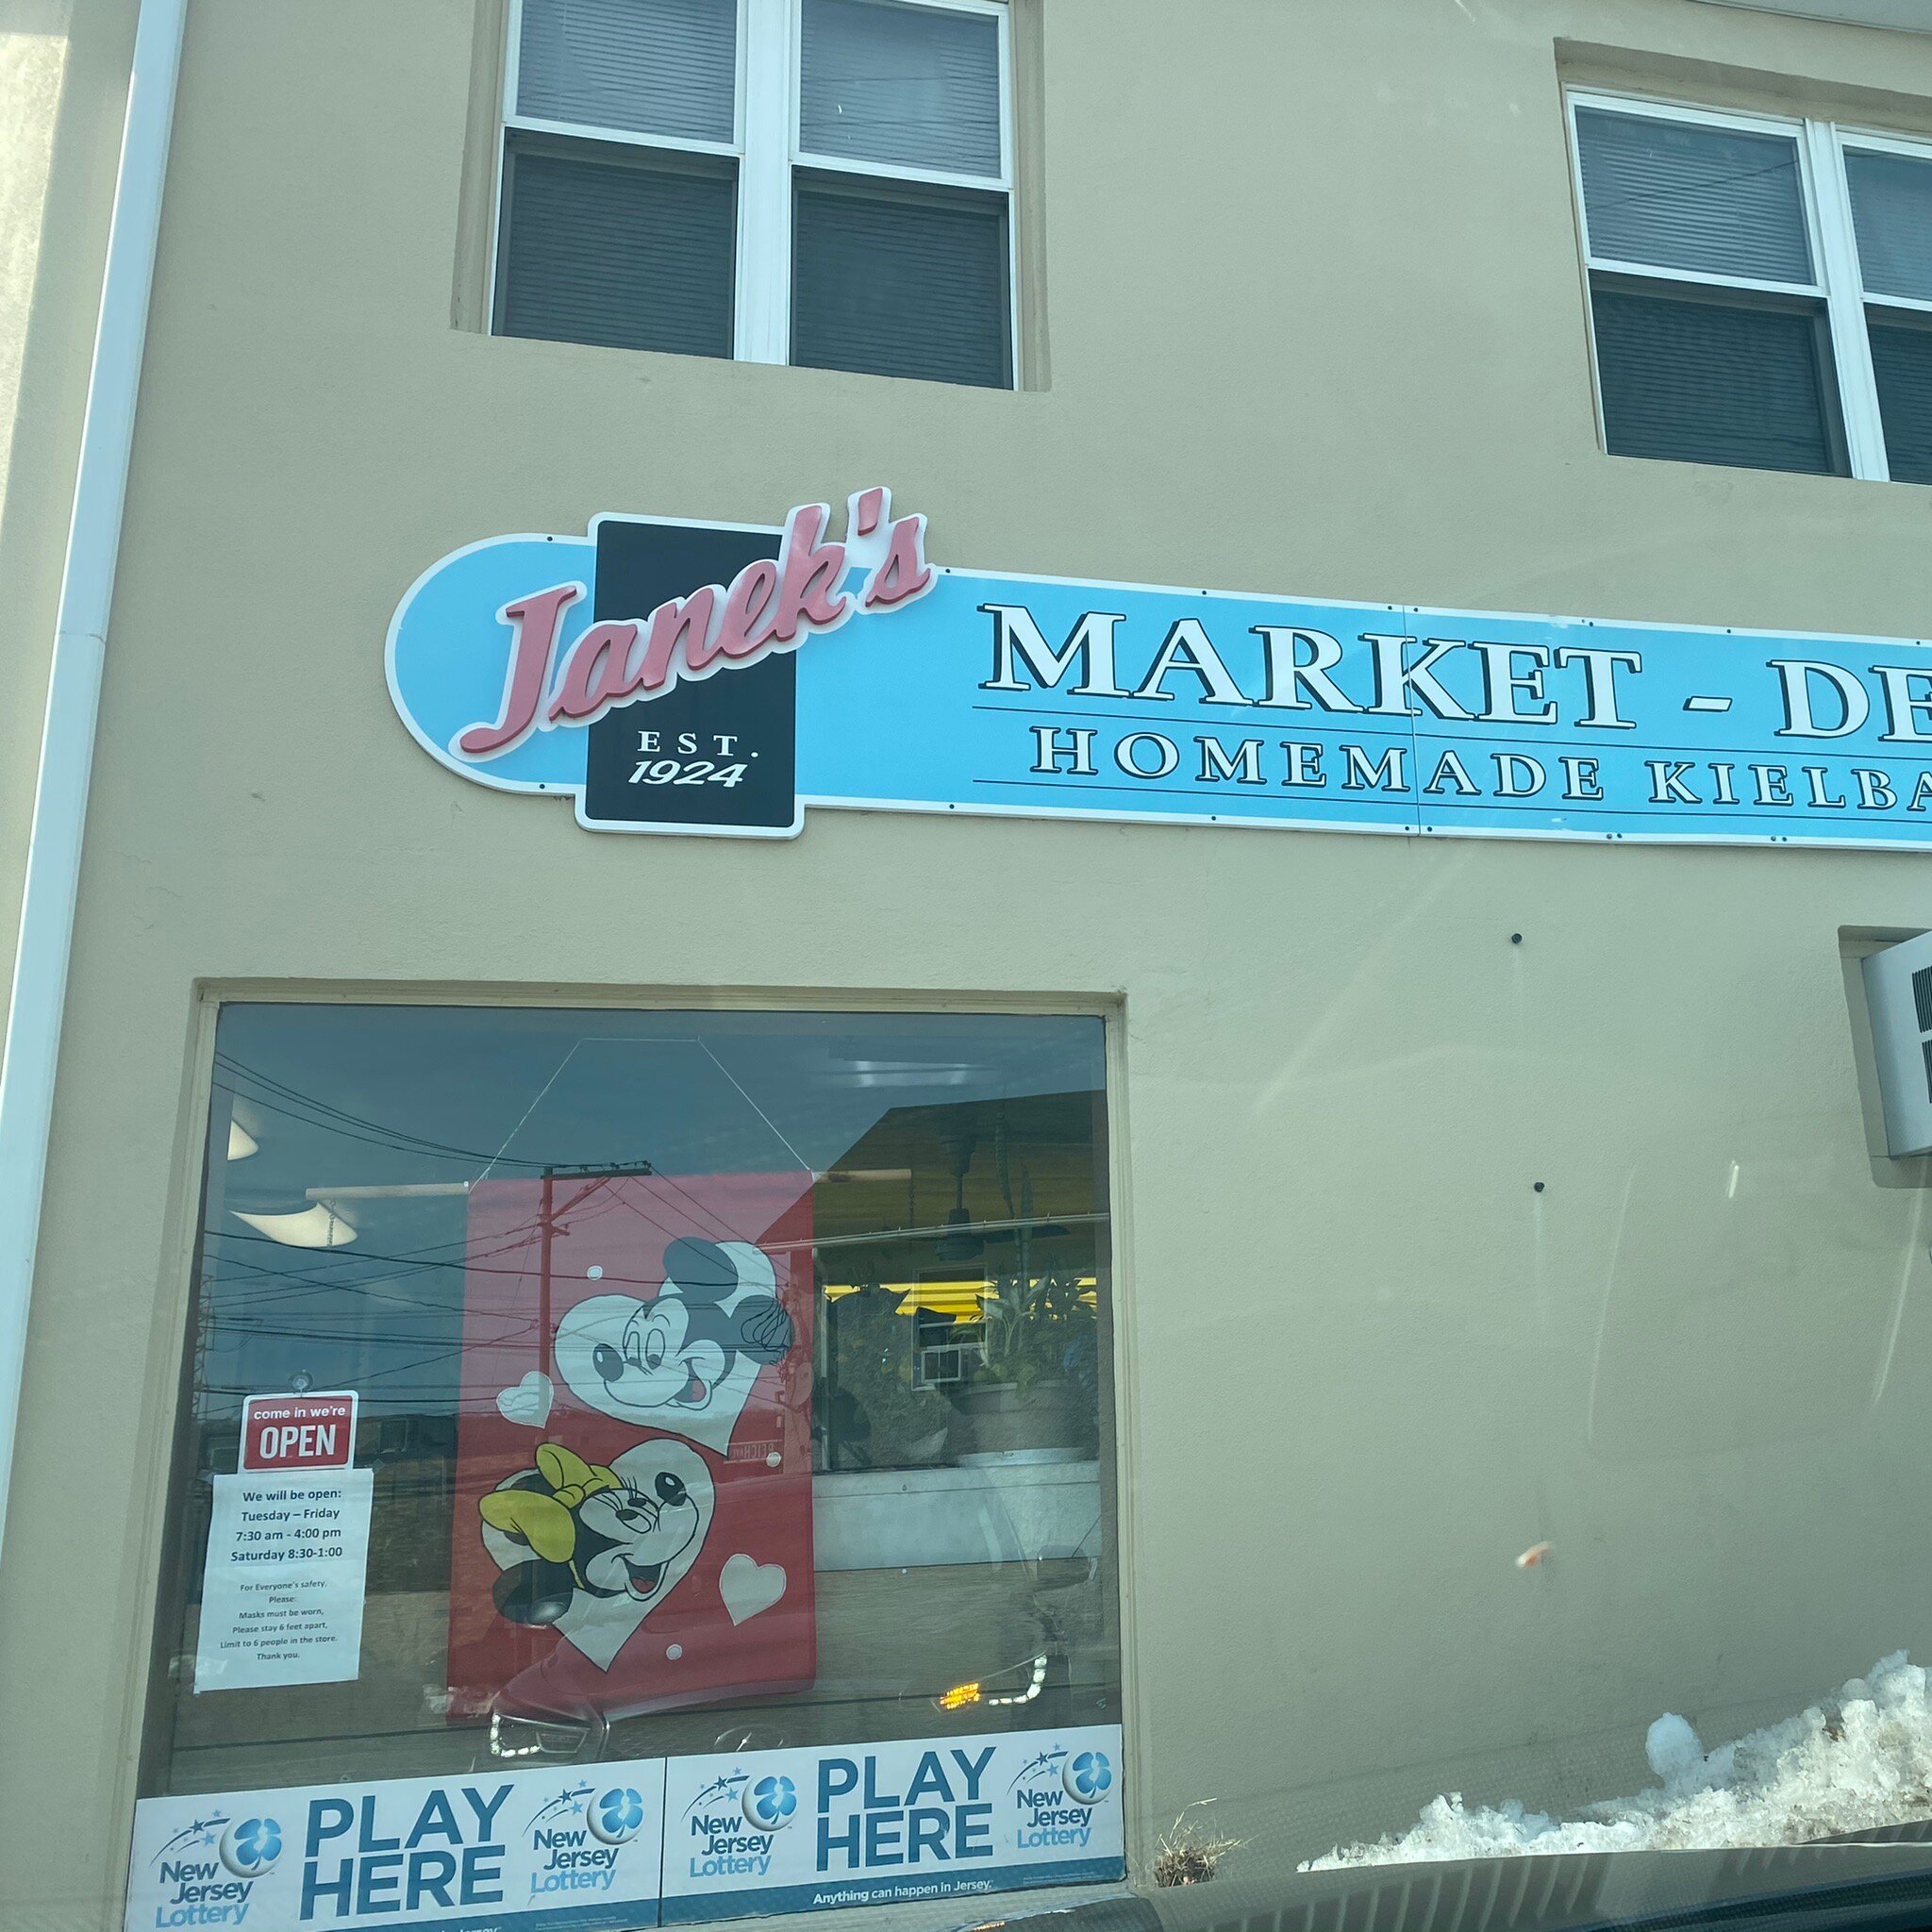 Janek's
EST.
1924
MARKET - DE
HOMEMADE KIELBA
come in we're
OPEN
We will be open:
Tuesday – Friday
7:30 am - 4:00 pm
Saturday 8:30-1:00
For Everyone's safety,
Please:
Masks must be worn,
Please stay 6 feet apart,
Limit to 6 people in the store.
Thank you.
New
Jersey
Lottery
PLAY
HERE
New
Jersey
Lottery
New
Jersey
Lottery
PLAY
HERE
New
Jersey
Lottery
Anything can happen in Jersey.